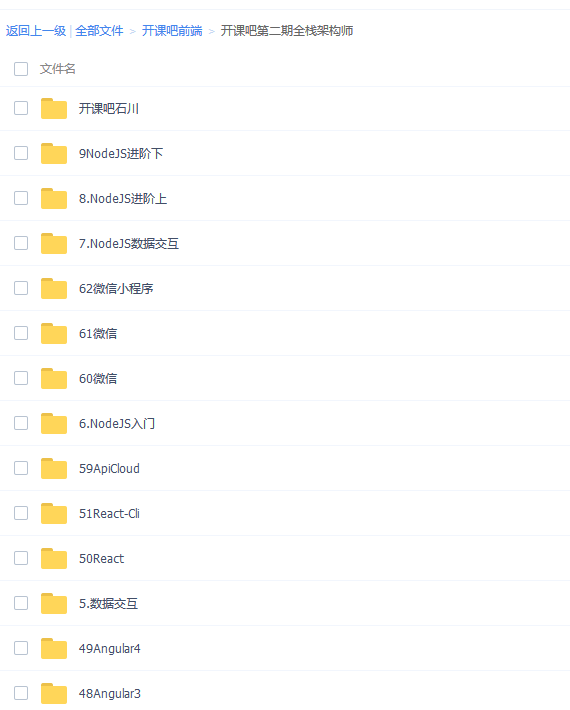 返回上一级 | 全部文件 > 开课吧前端 > 开课吧第二期全栈架构师
文件名
开课吧石川
9NodeJS进阶下
8.NodeJS进阶上
7.NodeJS数据交互
62微信小程序
61微信
60微信
6.NodeJS入门
59ApiCloud
51React-Cli
50React
5.数据交互
49Angular4
48Angular3